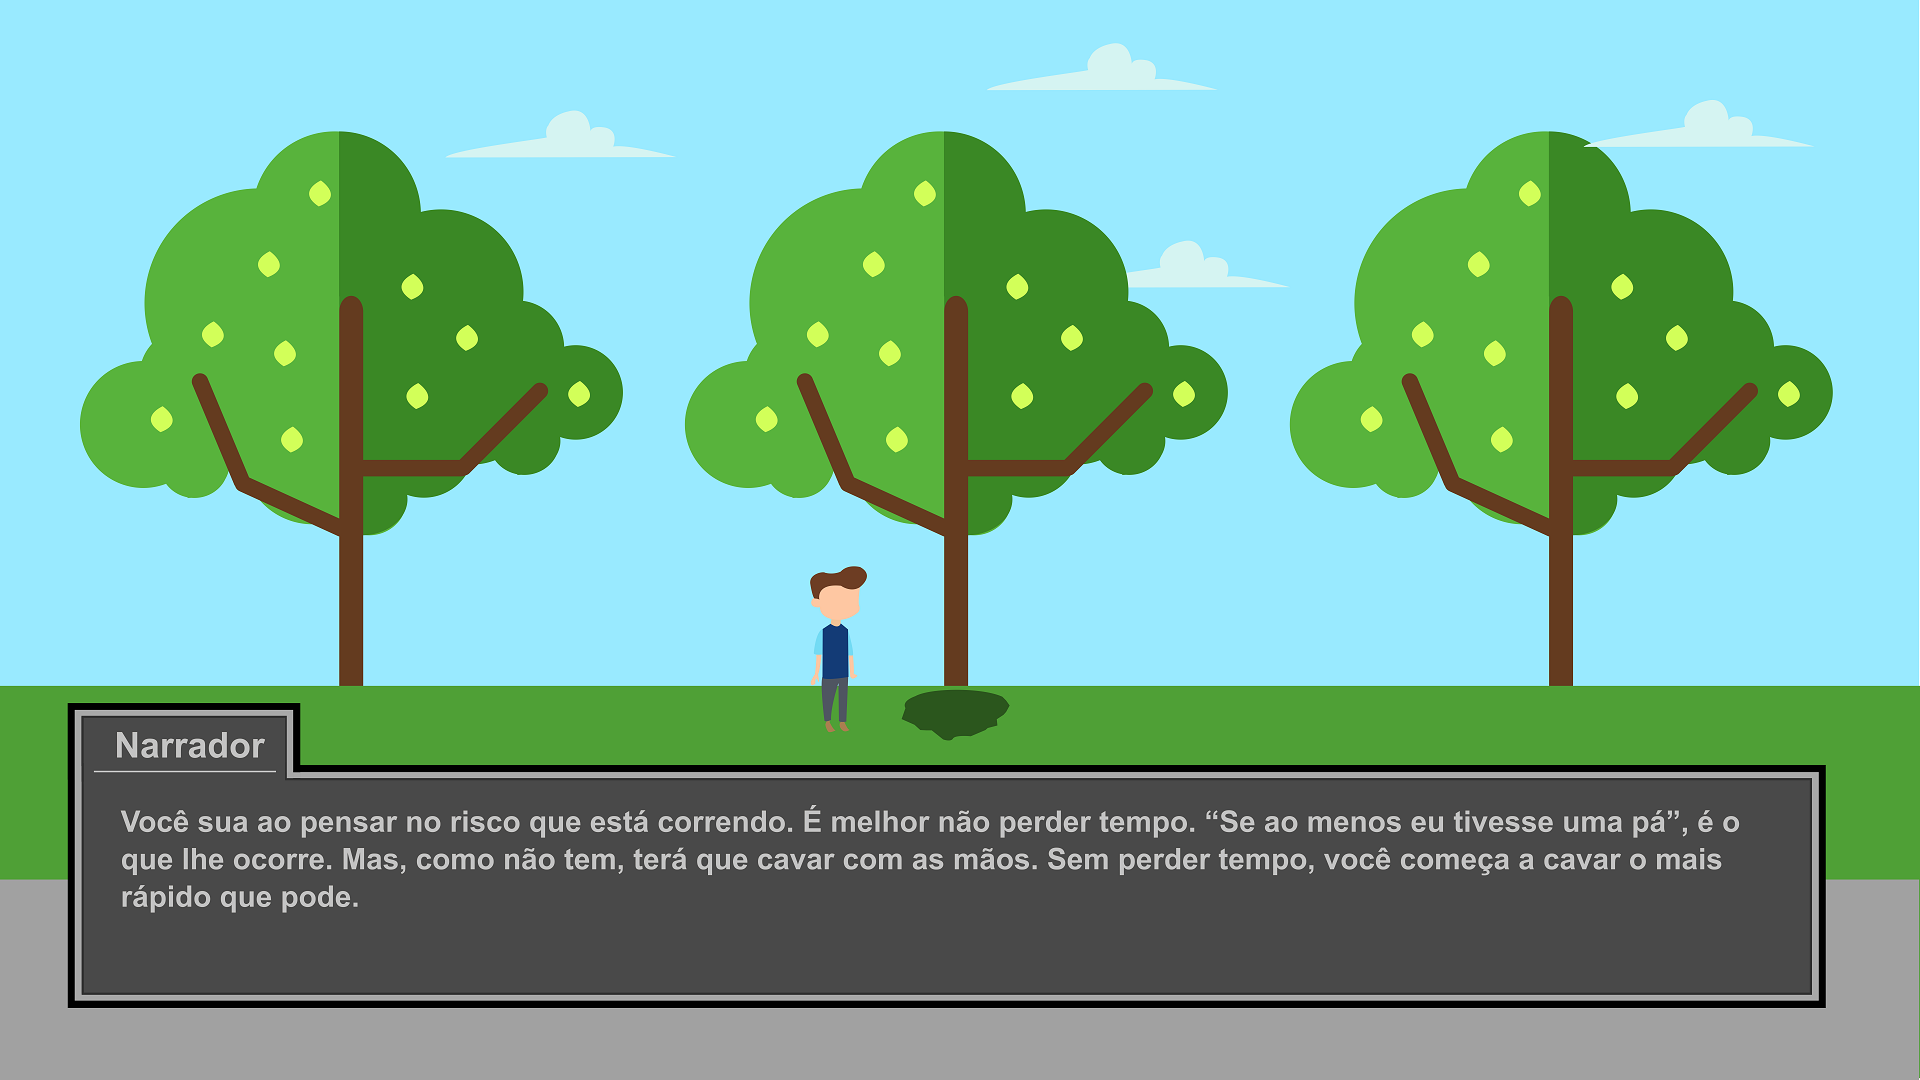 Narrador
Você sua ao pensar no risco que está correndo. É melhor não perder tempo. “Se ao menos eu tivesse uma pá”, é o
que lhe ocorre. Mas, como não tem, terá que cavar com as mãos. Sem perder tempo, você começa a cavar o mais
rápido que pode.